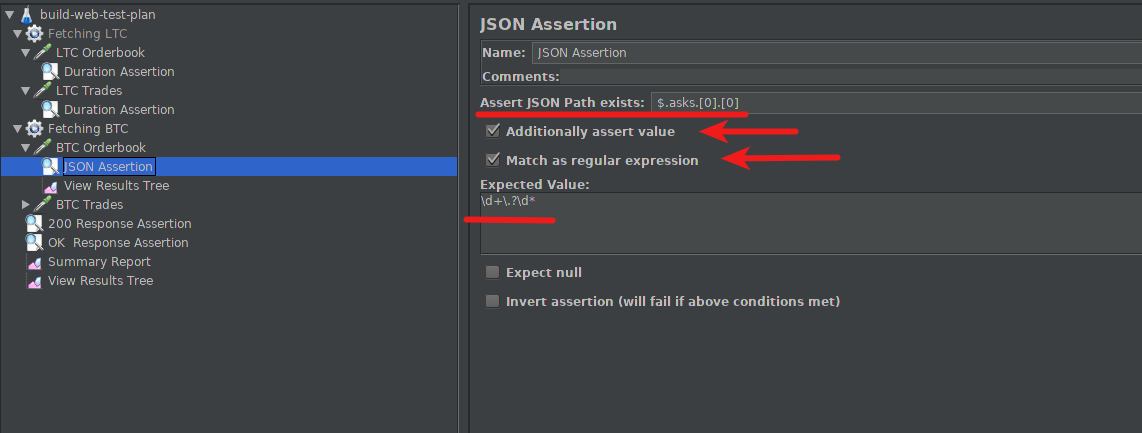 build-web-test-plan
Fetching LTC
LTC Orderbook
Duration Assertion
LTC Trades
Duration Assertion
Fetching BTC
BTC Orderbook
JSON Assertion
View Results Tree
BTC Trades
200 Response Assertion
OK  Response Assertion
Summary Report
View Results Tree
JSON Assertion
Name: JSON Assertion
Comments:
Assert JSON Path exists: $.asks.[0].[0]
Additionally assert value
Match as regular expression
Expected Value:
\d+\.?\d*
Expect null
Invert assertion (will fail if above conditions met)